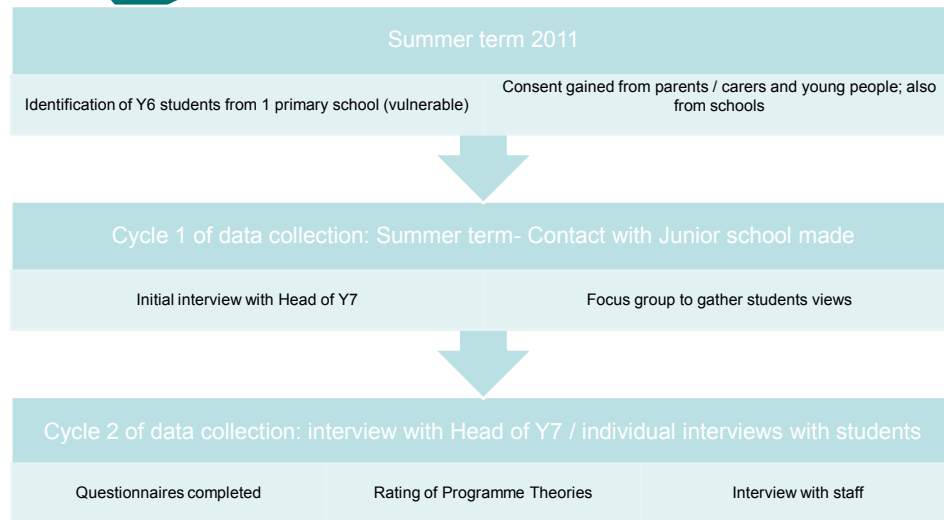 Summer term 2011
Identification of Y6 students from 1 primary school (vulnerable)
Consent gained from parents / carers and young people; also
from schools
Cycle 1 of data collection: Summer term- Contact with Junior school made
Initial interview with Head of Y7
Focus group to gather students views
Cycle 2 of data collection: interview with Head of Y7 / individual interviews with students
Questionnaires completed
Rating of Programme Theories
Interview with staff